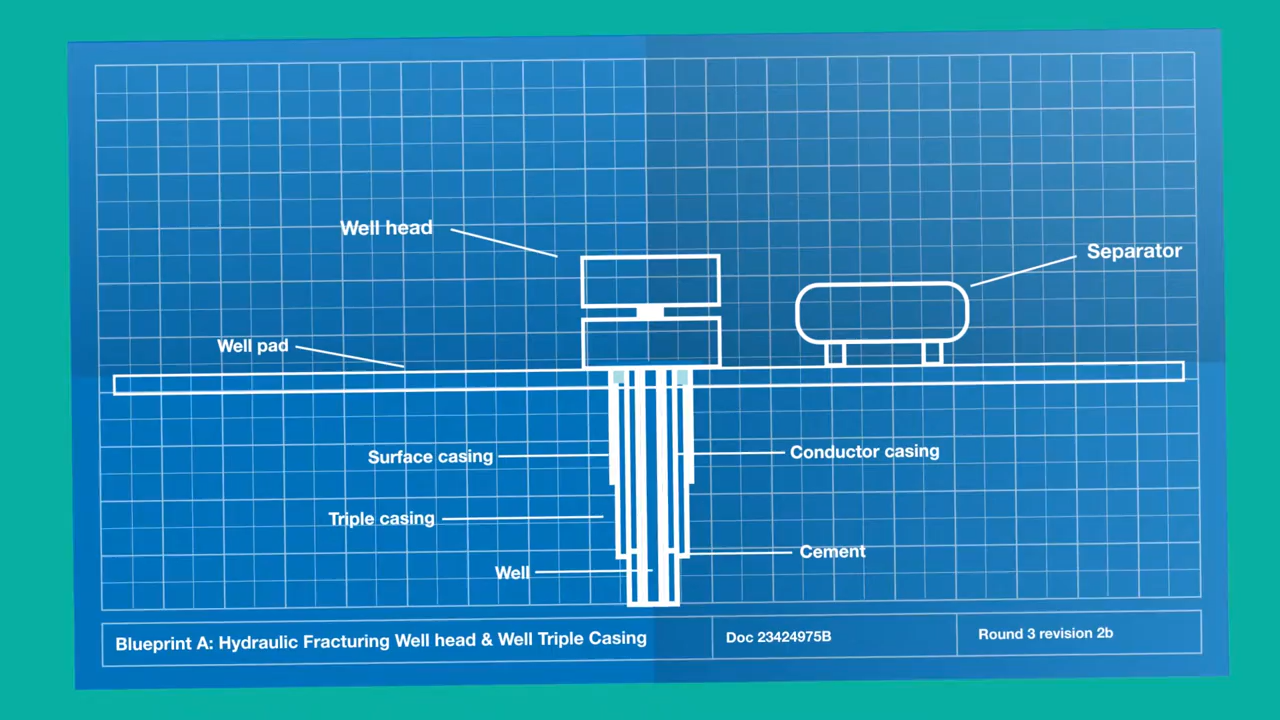 Well head
Separator
Well pad
Surface casing
Conductor casing
Triple casing
Cement
Well
Blueprint A: Hydraulic Fracturing Well head & Well Triple Casing
Doc 23424975B
Round 3 revision 2b